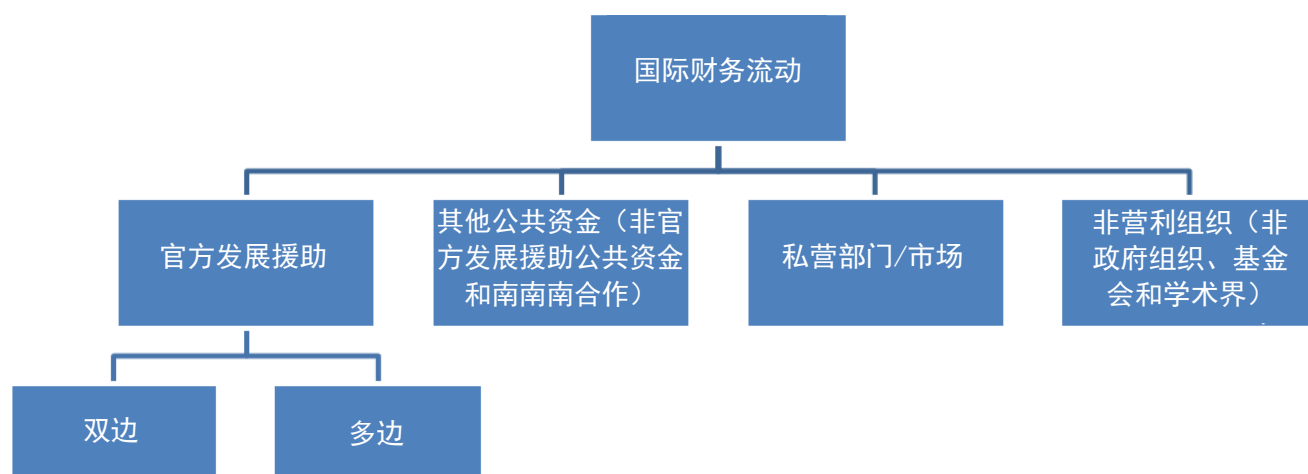 国际财务流动
官方发展援助
其他公共资金（非官
方发展援助公共资金
和南南南合作）
私营部门/市场
非营利组织（非
政府组织、基金
会和学术界）
双边
多边